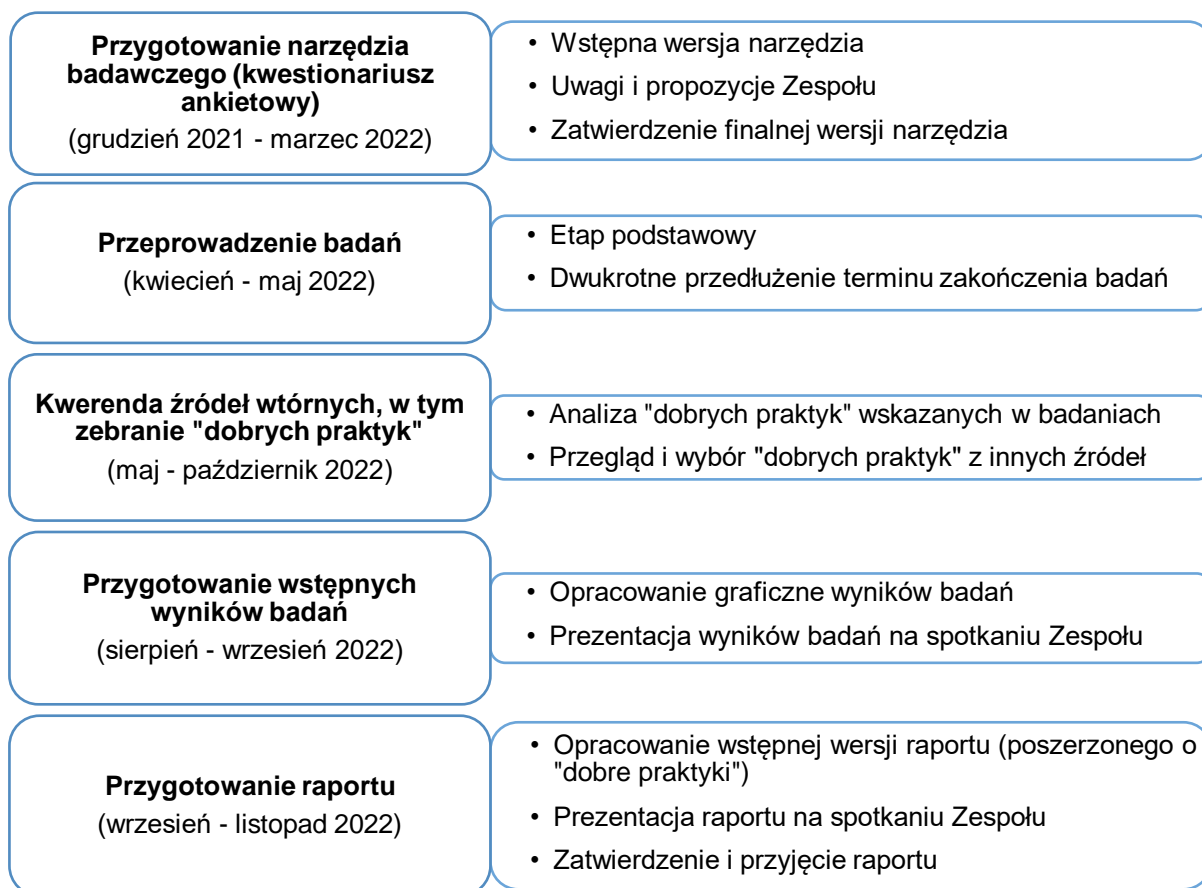 Przygotowanie narzędzia
badawczego (kwestionariusz
ankietowy)
(grudzień 2021 - marzec 2022)
• Wstępna wersja narzędzia
• Uwagi i propozycje Zespołu
• Zatwierdzenie finalnej wersji narzędzia
Przeprowadzenie badań
(kwiecień - maj 2022)
• Etap podstawowy
• Dwukrotne przedłużenie terminu zakończenia badań
Kwerenda źródeł wtórnych, w tym
zebranie "dobrych praktyk"
(maj - październik 2022)
• Analiza "dobrych praktyk" wskazanych w badaniach
• Przegląd i wybór "dobrych praktyk" z innych źródeł
Przygotowanie wstępnych
wyników badań
(sierpień - wrzesień 2022)
• Opracowanie graficzne wyników badań
• Prezentacja wyników badań na spotkaniu Zespołu
Przygotowanie raportu
(wrzesień - listopad 2022)
• Opracowanie wstępnej wersji raportu (poszerzonego o
"dobre praktyki")
• Prezentacja raportu na spotkaniu Zespołu
• Zatwierdzenie i przyjęcie raportu